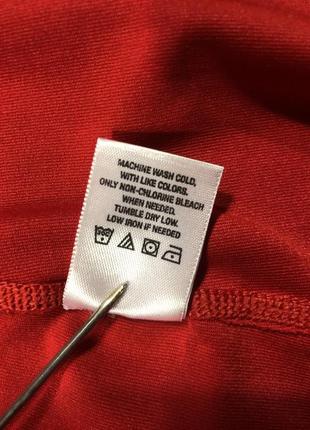 MACHINE WASH COLD,
WITH LIKE COLORS.
ONLY NON-CHLORINE BLEACH
WHEN NEEDED.
TUMBLE DRY LOW.
LOW IRON IF NEEDED